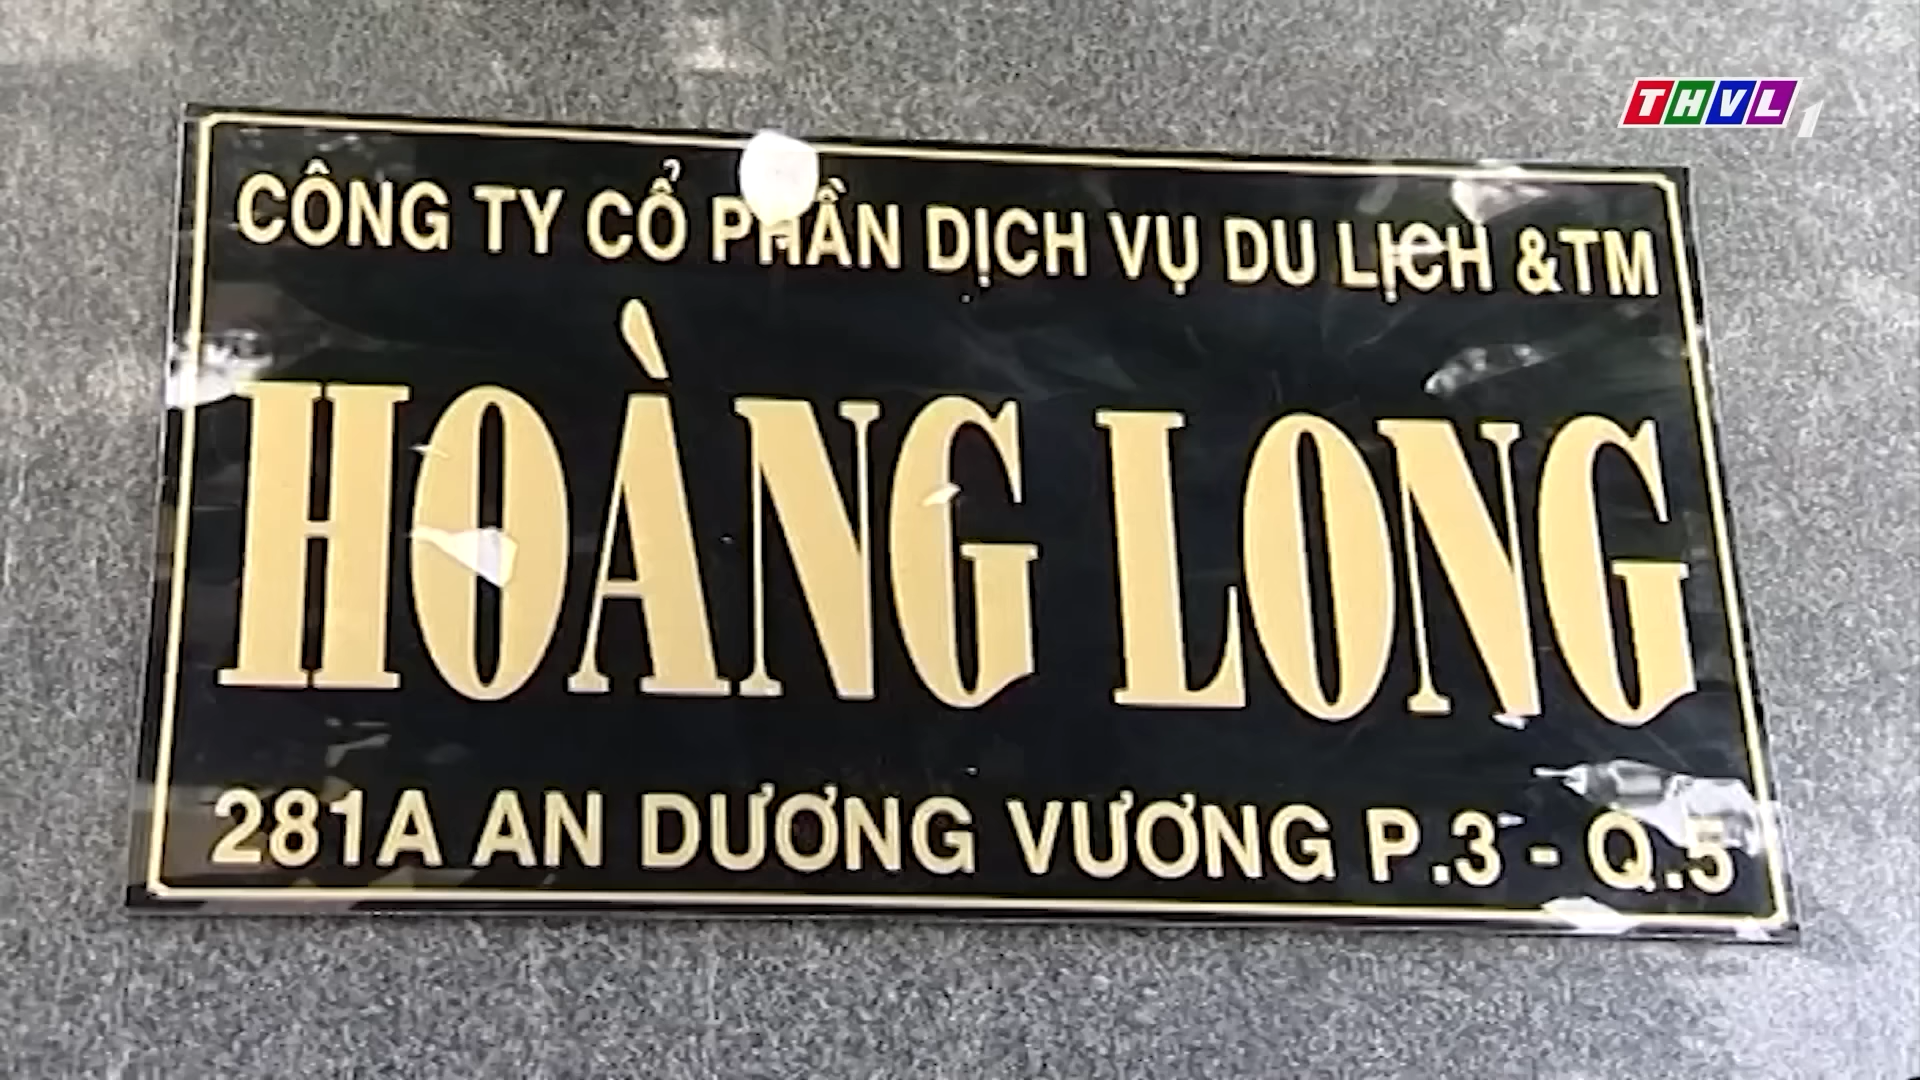 THVL1
CÔNG TY CỔ PHẦN DỊCH VỤ DU LỊCH &TM
HOÀNG LONG
281A AN DƯƠNG VƯƠNG P.3 - Q.5